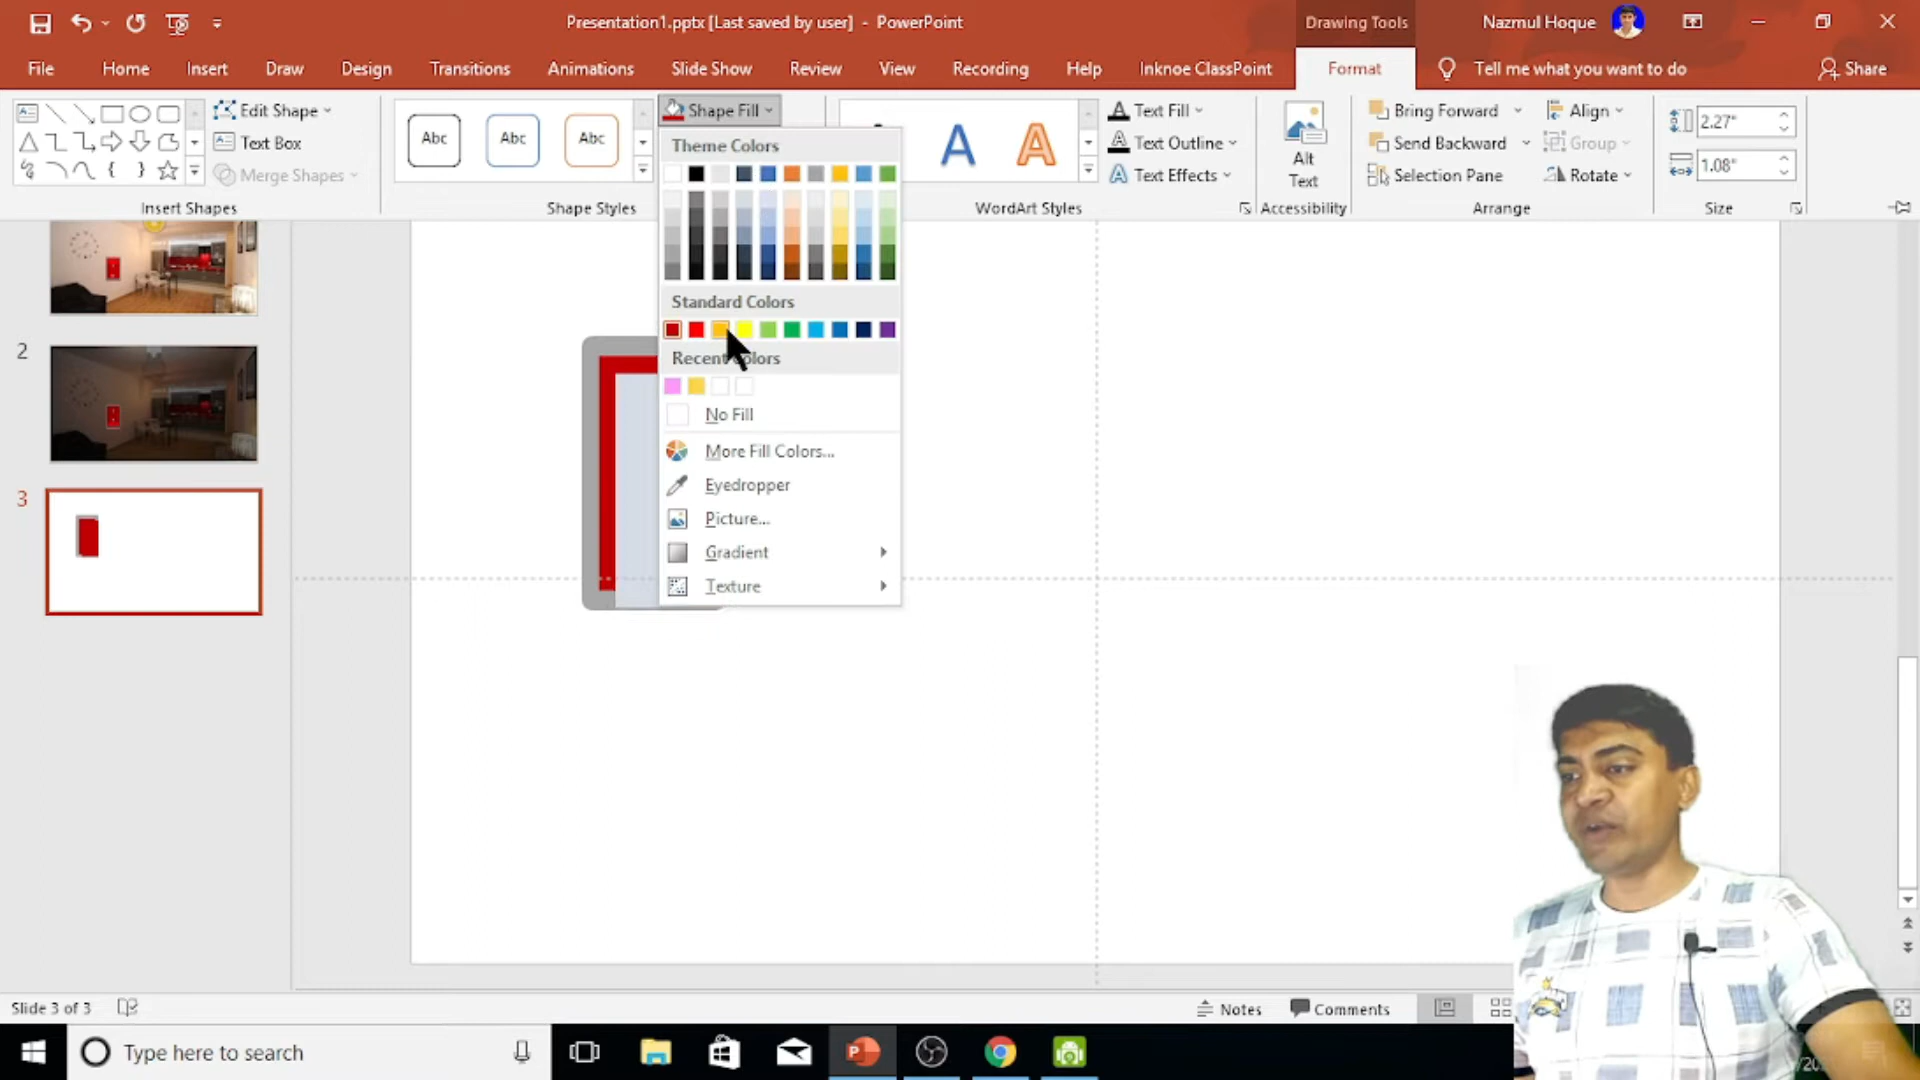 Presentation1.pptx [Last saved by user] - PowerPoint
Drawing Tools
Nazmul Hoque
File
Home
Insert
Draw
Design
Transitions
Animations
Slide Show
Review
View
Recording
Help
Inknoe ClassPoint
Format
Tell me what you want to do
Share
Edit Shape
Text Box
Merge Shapes
Insert Shapes
Abc
Abc
Abc
Shape Styles
Shape Fill
Theme Colors
Standard Colors
Recent Colors
No Fill
More Fill Colors...
Eyedropper
Picture...
Gradient
Texture
A
A
Text Fill
Text Outline
Text Effects
WordArt Styles
Alt
Text
Accessibility
Bring Forward
Send Backward
Selection Pane
Align
Group
Rotate
Arrange
2.27"
1.08"
Size
2
3
Slide 3 of 3
Notes
Comments
Type here to search